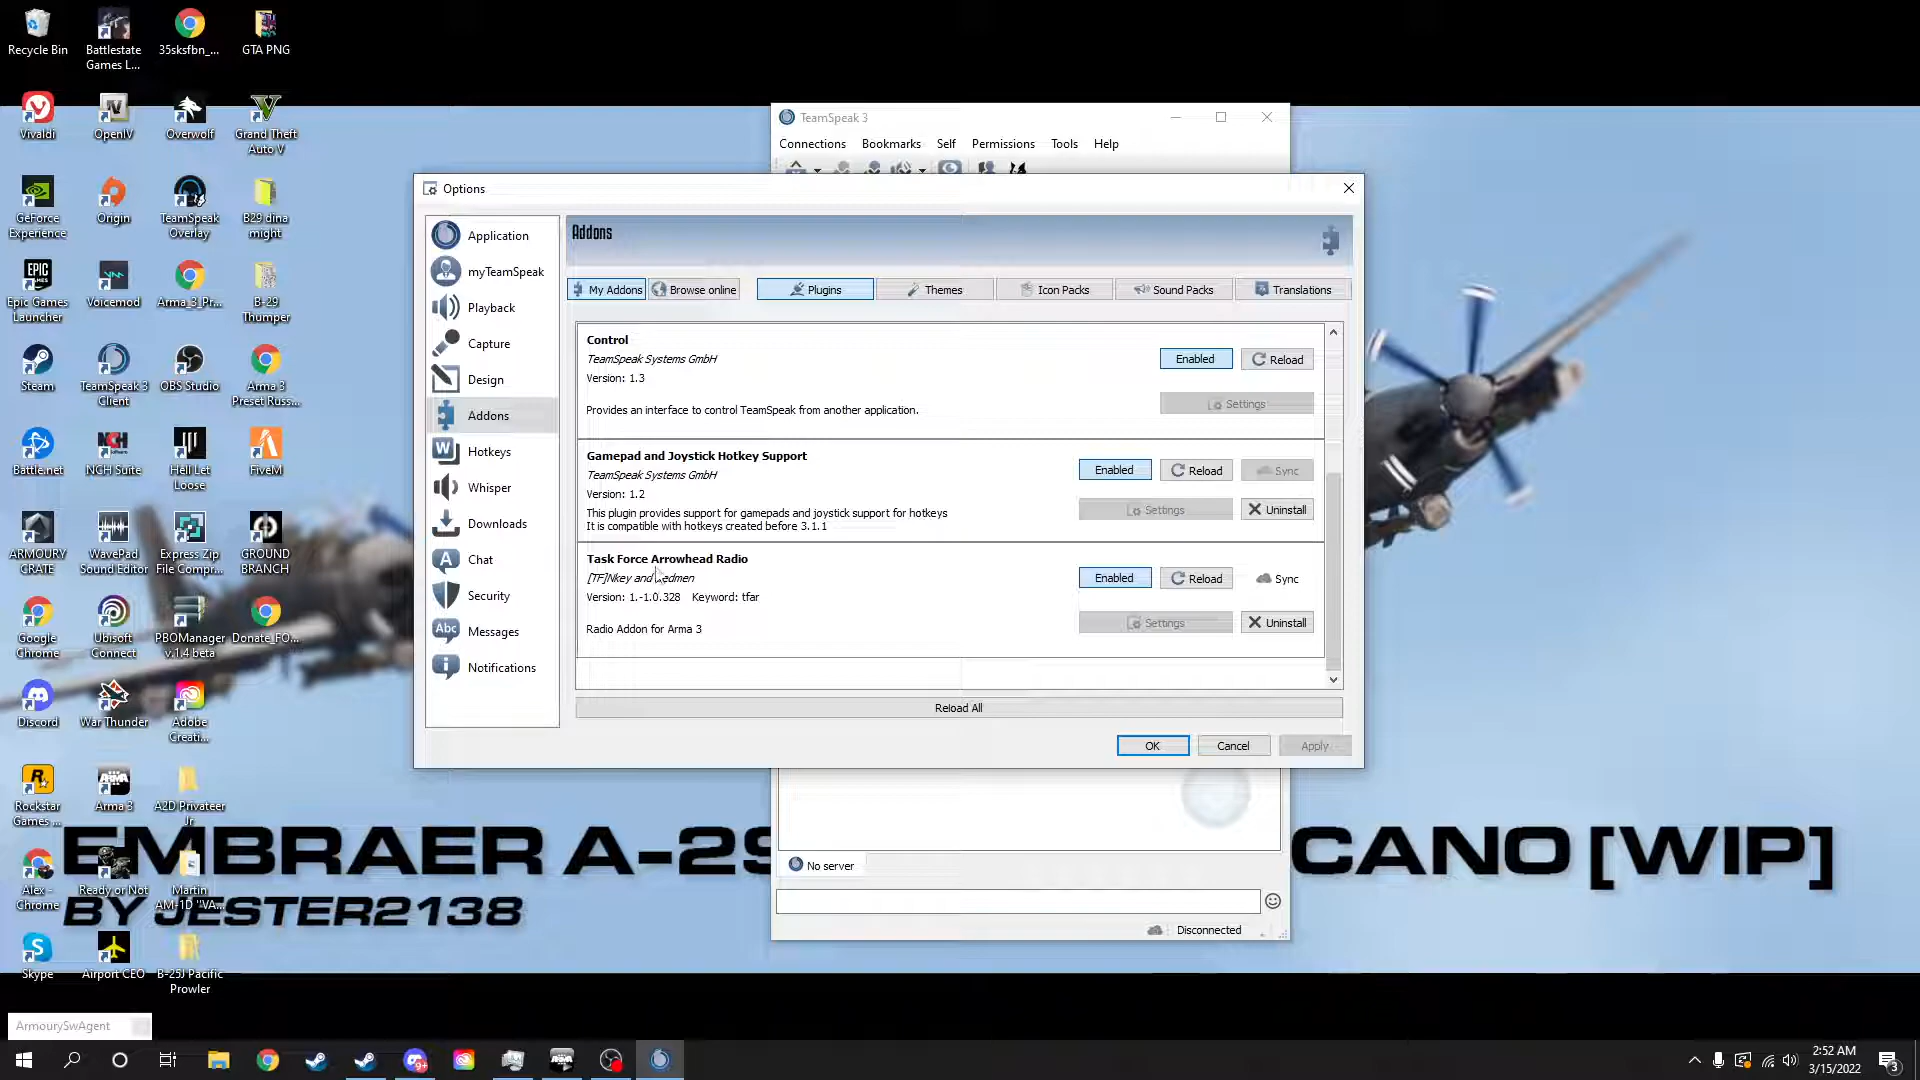 Recycle Bin
Battlestate
Games L...
35sksfbn_...
GTA PNG
Vivaldi
OpenIV
Overwolf
Grand Theft
Auto V
GeForce
Experience
Origin
TeamSpeak
Overlay
B29 dina
might
Epic Games
Launcher
Voicemod
Arma_3_Pr...
B-29
Thumper
Steam
TeamSpeak 3
Client
OBS Studio
Arma 3
Preset Russ...
Battle.net
NCH Suite
Hell Let
Loose
FiveM
ARMOURY
CRATE
WavePad
Sound Editor
Express Zip
File Compr...
GROUND
BRANCH
Google
Chrome
Ubisoft
Connect
PBOManager
v.1.4 beta
Donate_FO...
Discord
War Thunder
Adobe
Creati...
Rockstar
Games ...
Arma 3
A2D Privateer
Jr
Alex -
Chrome
Ready or Not
Martin
AM-1D "VA...
Skype
Airport CEO
B-25J Pacific
Prowler
EMBRAER A-29
CANO [WIP]
BY JESTER2138
TeamSpeak 3
Connections Bookmarks Self Permissions Tools Help
Options
Application
myTeamSpeak
Playback
Capture
Design
Addons
Hotkeys
Whisper
Downloads
Chat
Security
Messages
Notifications
Addons
My Addons Browse online Plugins Themes Icon Packs Sound Packs Translations
Control
TeamSpeak Systems GmbH
Version: 1.3
Provides an interface to control TeamSpeak from another application.
Enabled Reload
Settings
Gamepad and Joystick Hotkey Support
TeamSpeak Systems GmbH
Version: 1.2
This plugin provides support for gamepads and joystick support for hotkeys
It is compatible with hotkeys created before 3.1.1
Enabled Reload Sync
Settings Uninstall
Task Force Arrowhead Radio
[TF]Nkey and edmen
Version: 1.-1.0.328 Keyword: tfar
Radio Addon for Arma 3
Enabled Reload Sync
Settings Uninstall
Reload All
OK Cancel Apply
No server
Disconnected
ArmourySwAgent
9+
2:52 AM
3/15/2022
3